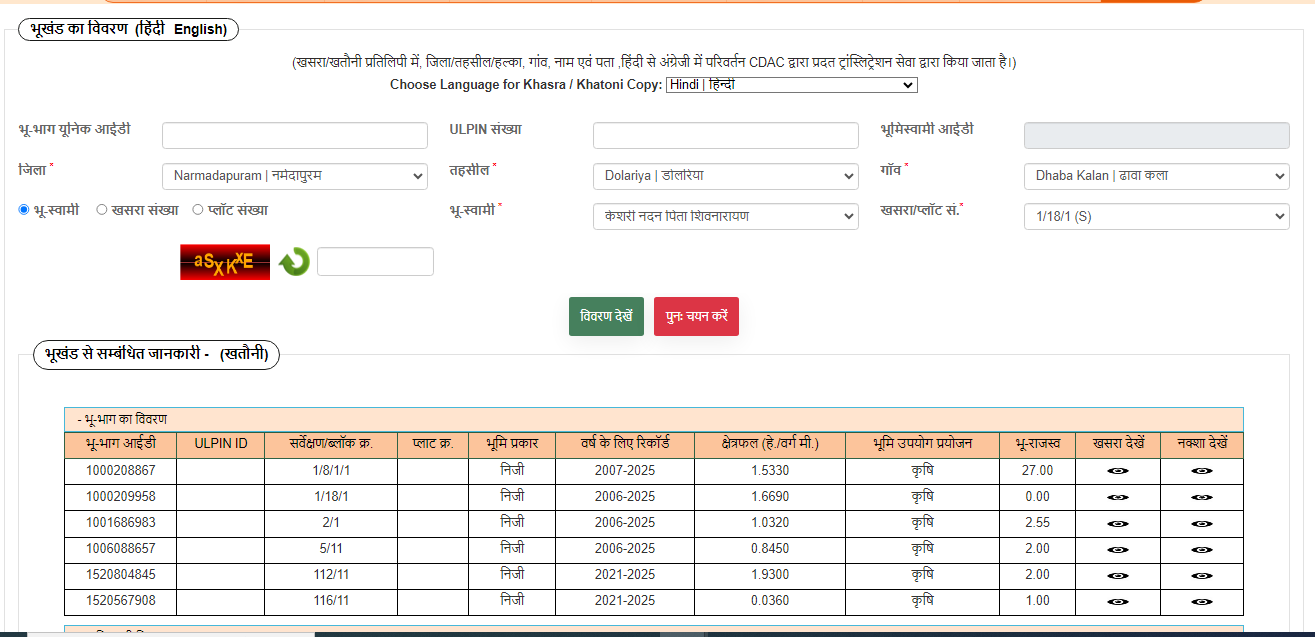 भूखंड का विवरण (हिंदी English)
(खसरा/खतौनी प्रतिलिपी में, जिला/तहसील/हल्का, गांव, नाम एवं पता ,हिंदी से अंग्रेजी में परिवर्तन CDAC द्वारा प्रदत ट्रांस्लिट्रेशन सेवा द्वारा किया जाता है।)
Choose Language for Khasra / Khatoni Copy: Hindi | हिन्दी
भू-भाग यूनिक आईडी ULPIN संख्या भूमिस्वामी आईडी
जिला * Narmadapuram | नर्मदापुरम तहसील * Dolariya | डोलरिया गाँव * Dhaba Kalan | ढावा कला
भू-स्वामी खसरा संख्या प्लॉट संख्या भू-स्वामी * केशरी नंदन पिता शिवनारायण खसरा/प्लॉट सं.* 1/18/1 (S)
aSXKXE
विवरण देखें पुनः चयन करें
भूखंड से सम्बंधित जानकारी - (खतौनी)
- भू-भाग का विवरण
भू-भाग आईडी ULPIN ID सर्वेक्षण/ब्लॉक क्र. प्लाट क्र. भूमि प्रकार वर्ष के लिए रिकॉर्ड क्षेत्रफल (हे./वर्ग मी.) भूमि उपयोग प्रयोजन भू-राजस्व खसरा देखें नक्शा देखें
1000208867 1/8/1/1 निजी 2007-2025 1.5330 कृषि 27.00
1000209958 1/18/1 निजी 2006-2025 1.6690 कृषि 0.00
1001686983 2/1 निजी 2006-2025 1.0320 कृषि 2.55
1006088657 5/11 निजी 2006-2025 0.8450 कृषि 2.00
1520804845 112/11 निजी 2021-2025 1.9300 कृषि 2.00
1520567908 116/11 निजी 2021-2025 0.0360 कृषि 1.00